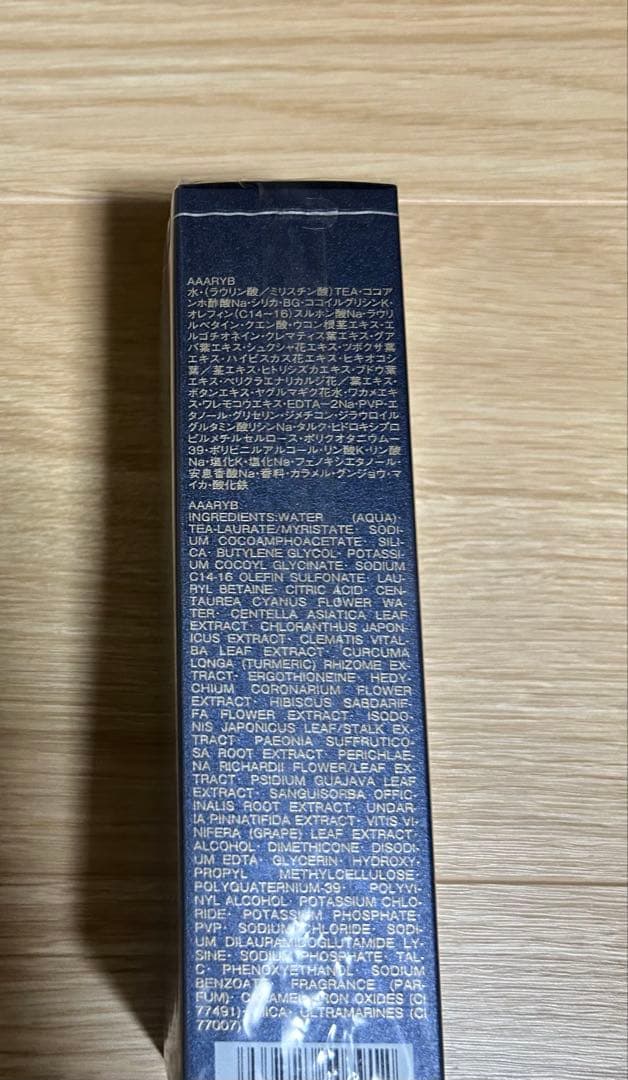 AAARYB
水・(ラウリン酸／ミリスチン酸)TEA・ココア
ンホ酢酸Na・シリカ・BG・ココイルグリシンK・
オレフィン(C14〜16)スルホン酸Na・ラウリ
ルベタイン・クエン酸・ウコン根茎エキス・エ
ルゴチオネイン・クレマティス葉エキス・グア
バ葉エキス・シュクシャ花エキス・ツボクサ葉
エキス・ハイビスカス花エキス・ヒキオコシ
葉／茎エキス・ヒトリシズカエキス・ブドウ葉
エキス・ペリクラエナリカルジ花／葉エキス・
ボタンエキス・ヤグルマギク花水・ワカメエキ
ス・ワレモコウエキス・EDTA－2Na・PVP・エ
タノール・グリセリン・ジメチコン・ジラウロイル
グルタミン酸リシンNa・タルク・ヒドロキシプロ
ピルメチルセルロース・ポリクオタニウム－
39・ポリビニルアルコール・リン酸K・リン酸
Na・塩化K・塩化Na・フェノキシエタノール・
安息香酸Na・香料・カラメル・グンジョウ・マ
イカ・酸化鉄
AAARYB
INGREDIENTS:WATER (AQUA)·
TEA-LAURATE/MYRISTATE· SODI-
UM COCOAMPHOACETATE· SILI-
CA· BUTYLENE GLYCOL· POTASSI-
UM COCOYL GLYCINATE· SODIUM
C14-16 OLEFIN SULFONATE· LAU-
RYL BETAINE· CITRIC ACID· CEN-
TAUREA CYANUS FLOWER WA-
TER· CENTELLA ASIATICA LEAF
EXTRACT· CHLORANTHUS JAPON-
ICUS EXTRACT· CLEMATIS VITAL-
BA LEAF EXTRACT· CURCUMA
LONGA (TURMERIC) RHIZOME EX-
TRACT· ERGOTHIONEINE· HEDY-
CHIUM CORONARIUM FLOWER
EXTRACT· HIBISCUS SABDARIF-
FA FLOWER EXTRACT· ISODO-
NIS JAPONICUS LEAF/STALK EX-
TRACT· PAEONIA SUFFRUTICO-
SA ROOT EXTRACT· PERICHLAE-
NA RICHARDII FLOWER/LEAF EX-
TRACT· PSIDIUM GUAJAVA LEAF
EXTRACT· SANGUISORBA OFFIC-
INALIS ROOT EXTRACT· UNDAR-
IA PINNATIFIDA EXTRACT· VITIS VI-
NIFERA (GRAPE) LEAF EXTRACT·
ALCOHOL· DIMETHICONE· DISODI-
UM EDTA· GLYCERIN· HYDROXY-
PROPYL METHYLCELLULOSE·
POLYQUATERNIUM-39· POLYVI-
NYL ALCOHOL· POTASSIUM CHLO-
RIDE· POTASSIUM PHOSPHATE·
PVP· SODIUM CHLORIDE· SODI-
UM DILAURAMIDOGLUTAMIDE LY-
SINE· SODIUM PHOSPHATE· TAL-
C· PHENOXYETHANOL· SODIUM
BENZOATE· FRAGRANCE (PAR-
FUM)· CARAMEL· IRON OXIDES (CI
77491)· MICA· ULTRAMARINES (CI
77007)